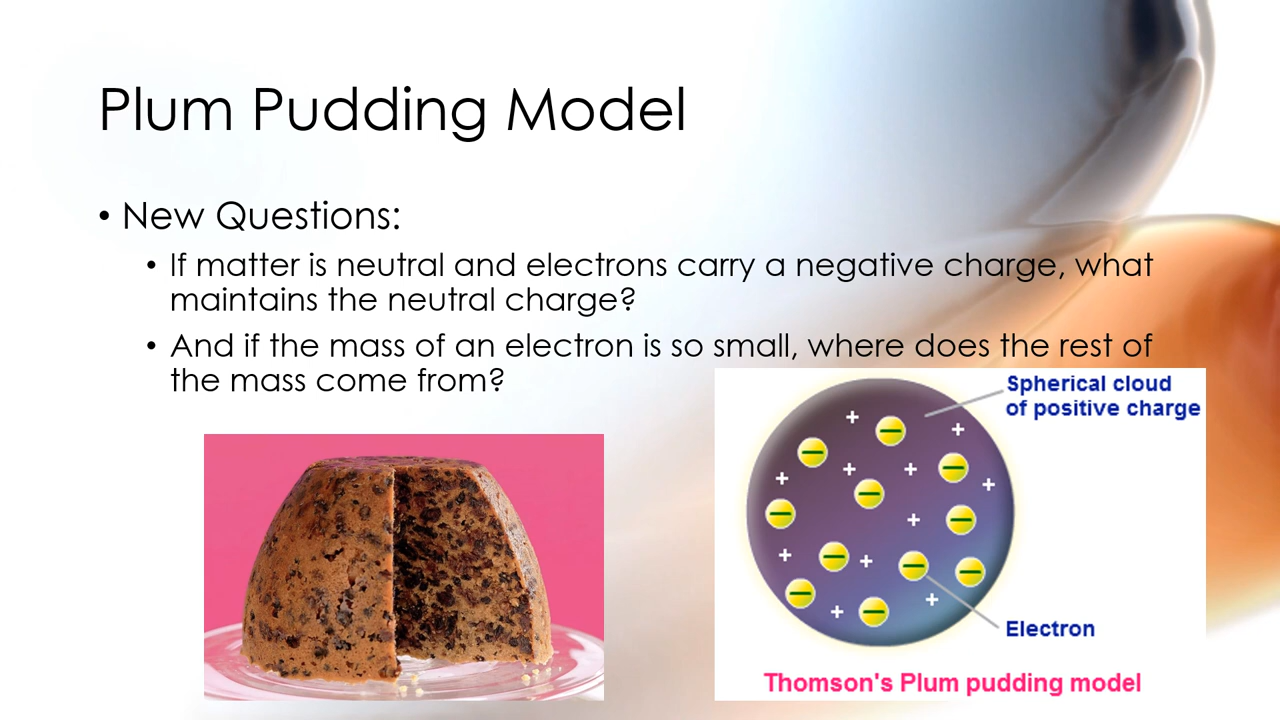 Plum Pudding Model
• New Questions:
• If matter is neutral and electrons carry a negative charge, what
maintains the neutral charge?
• And if the mass of an electron is so small, where does the rest of
the mass come from?
Spherical cloud
of positive charge
Electron
Thomson's Plum pudding model